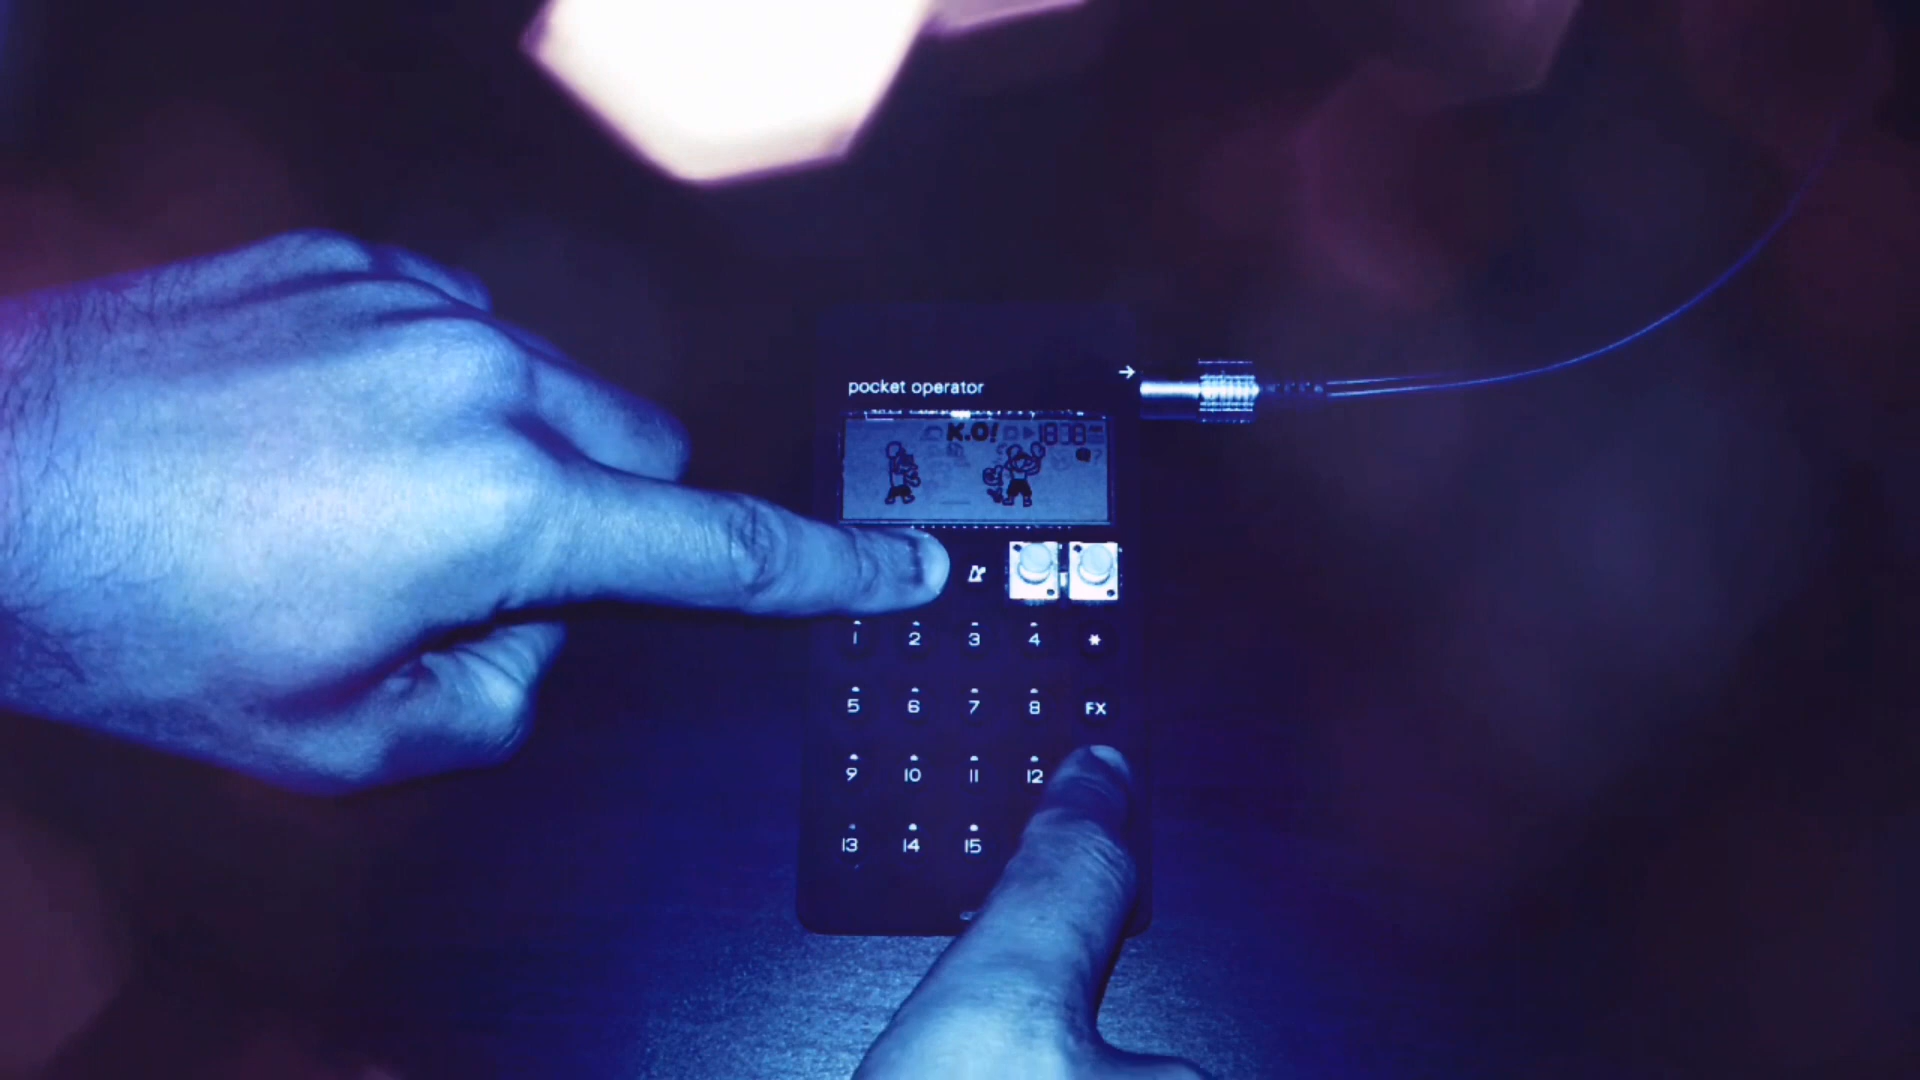 →
pocket operator
K.O!
1 2 3 4 *
5 6 7 8 FX
9 10 11 12
13 14 15